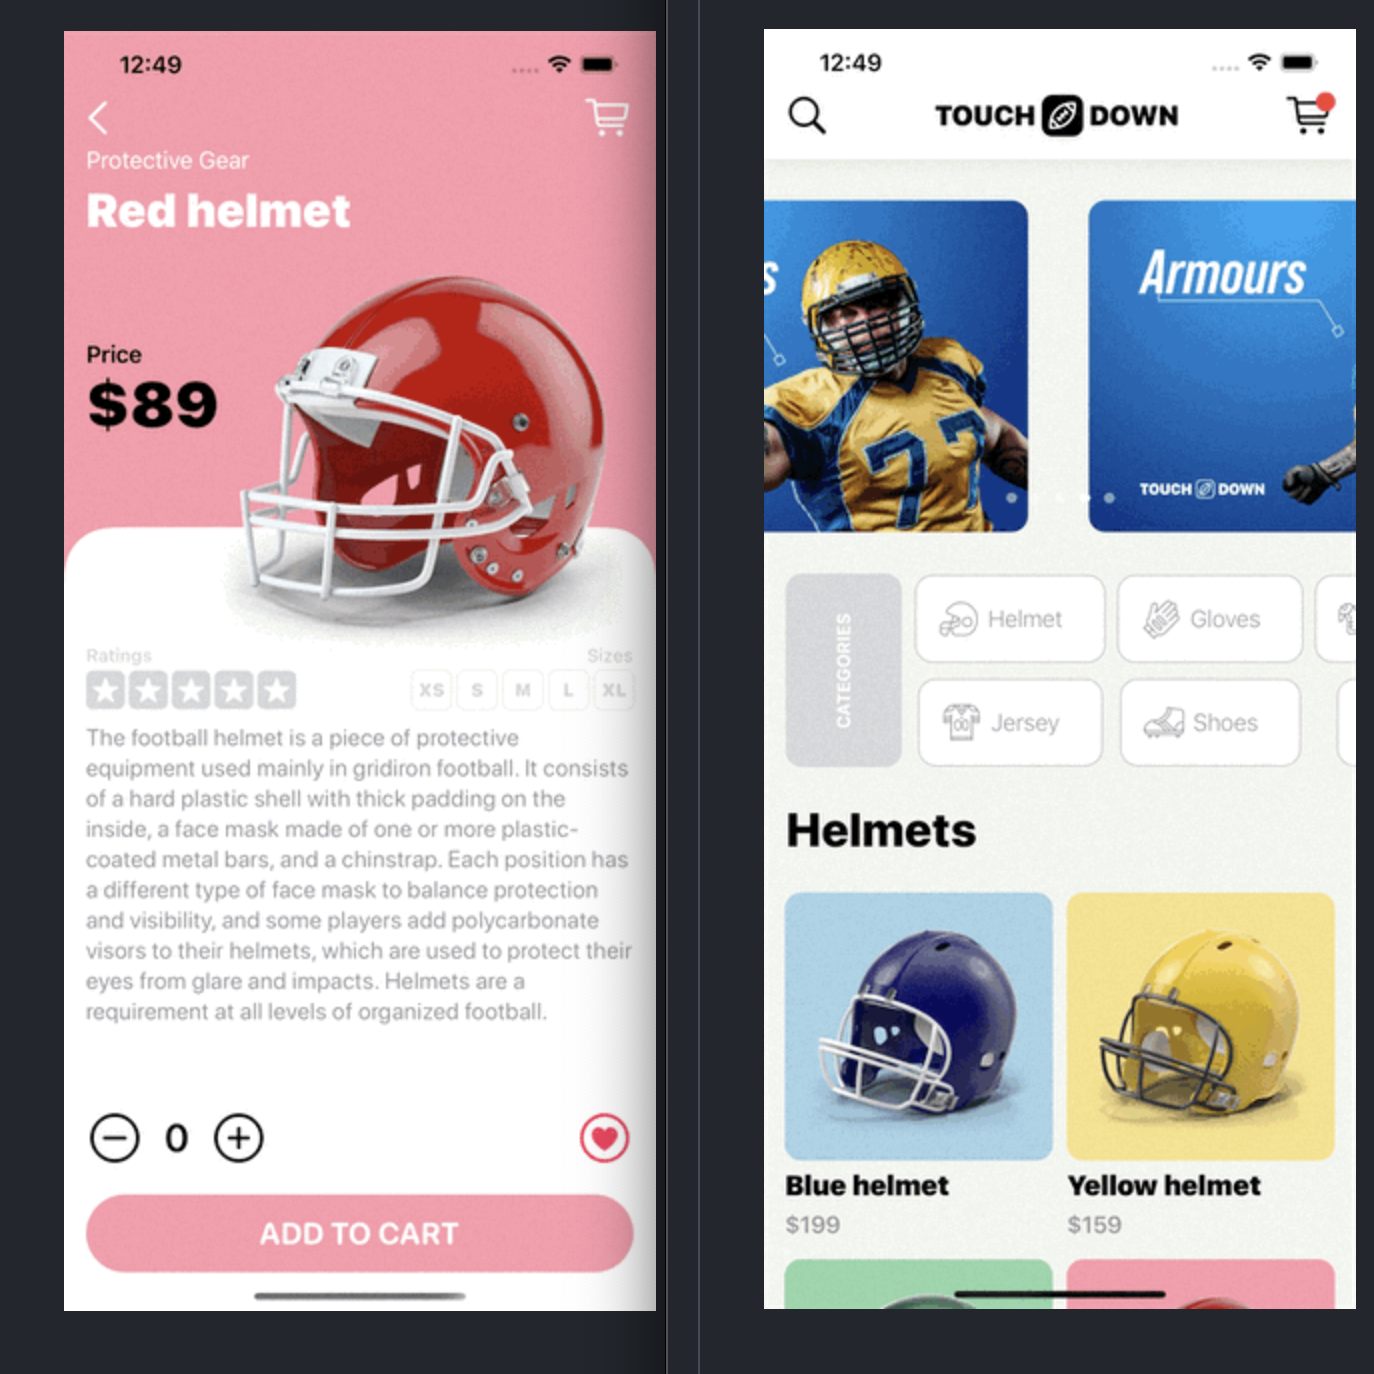 12:49
Protective Gear
Red helmet
Price
$89
Ratings
Sizes
XS S M L XL
The football helmet is a piece of protective
equipment used mainly in gridiron football. It consists
of a hard plastic shell with thick padding on the
inside, a face mask made of one or more plastic-
coated metal bars, and a chinstrap. Each position has
a different type of face mask to balance protection
and visibility, and some players add polycarbonate
visors to their helmets, which are used to protect their
eyes from glare and impacts. Helmets are a
requirement at all levels of organized football.
0
ADD TO CART
12:49
TOUCH DOWN
s
77
Armours
TOUCH DOWN
CATEGORIES
Helmet
Gloves
Jersey
Shoes
Helmets
Blue helmet
$199
Yellow helmet
$159